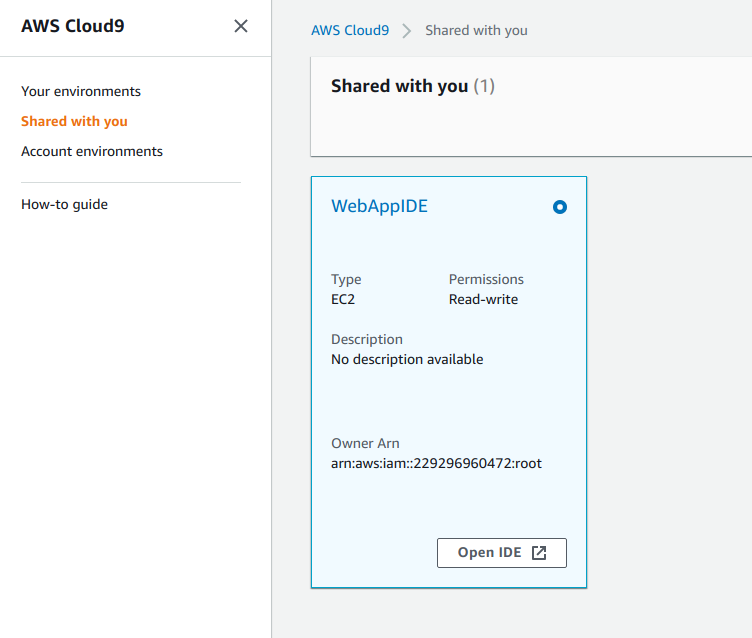 AWS Cloud9
Your environments
Shared with you
Account environments
How-to guide
AWS Cloud9 Shared with you
Shared with you (1)
WebAppIDE
Type Permissions
EC2 Read-write
Description
No description available
Owner Arn
arn:aws:iam::229296960472:root
Open IDE